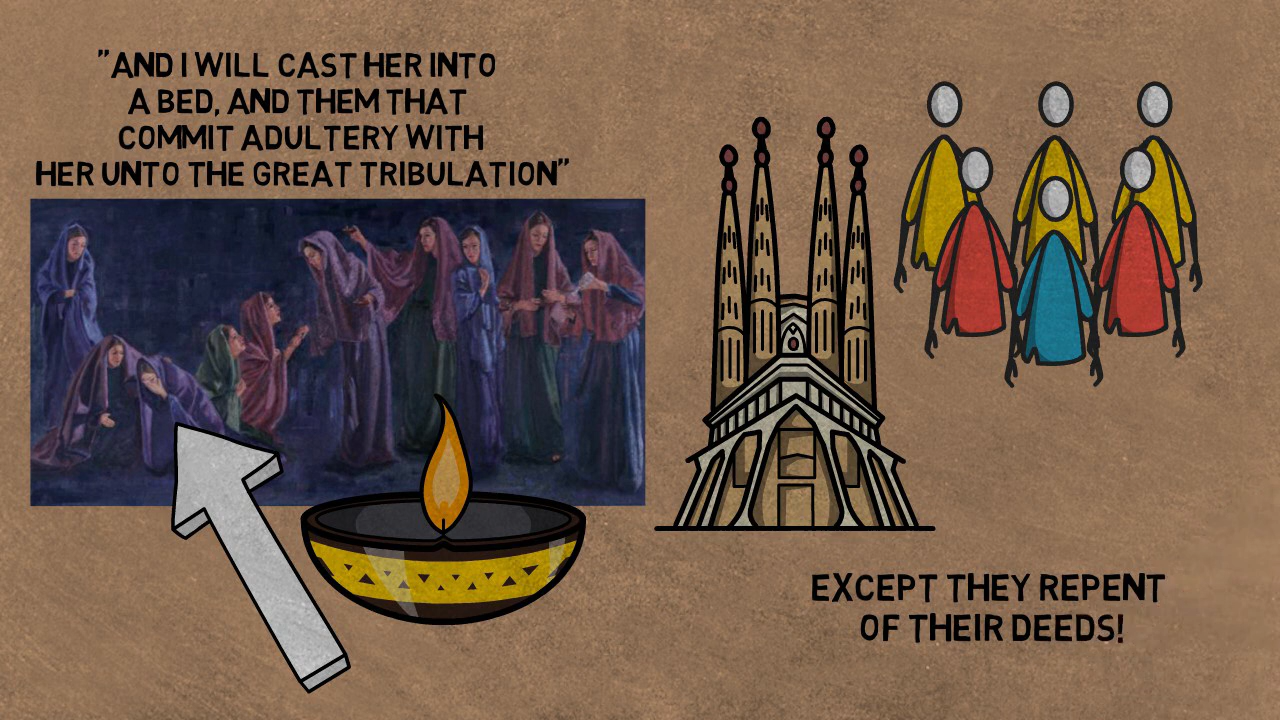 "AND I WILL CAST HER INTO
A BED, AND THEM THAT
COMMIT ADULTERY WITH
HER UNTO THE GREAT TRIBULATION"
EXCEPT THEY REPENT
OF THEIR DEEDS!